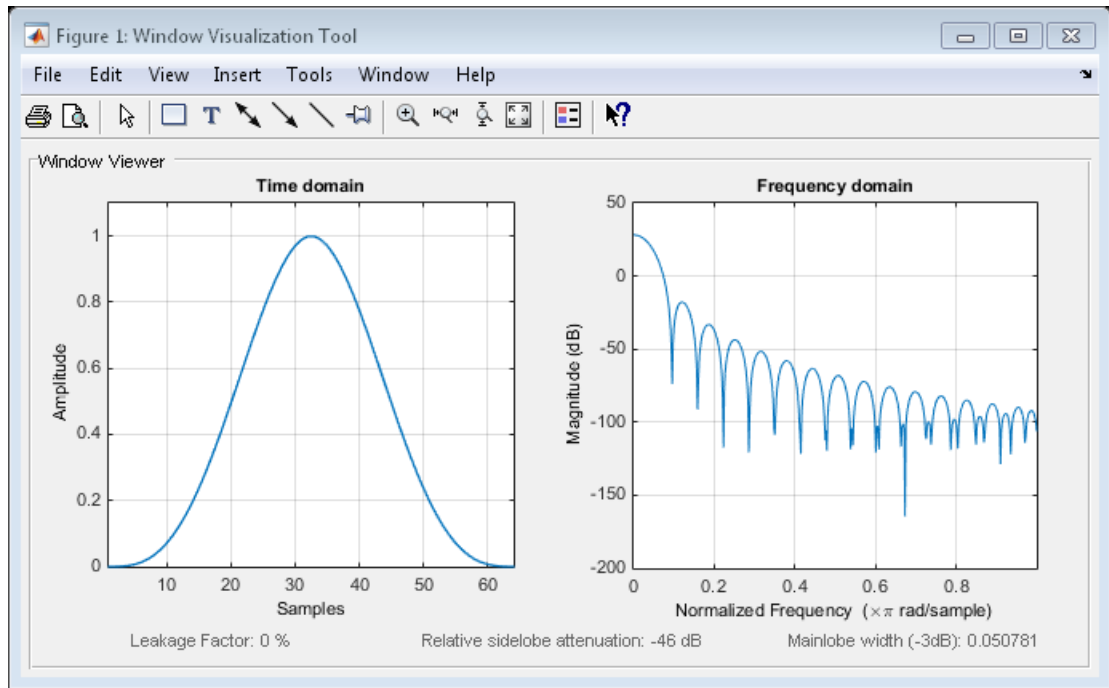 Figure 1: Window Visualization Tool
File Edit View Insert Tools Window Help
T
?
Window Viewer
Time domain
1
0.8
0.6
0.4
0.2
0
Amplitude
10 20 30 40 50 60
Samples
Frequency domain
50
0
-50
-100
-150
-200
Magnitude (dB)
0 0.2 0.4 0.6 0.8
Normalized Frequency (×π rad/sample)
Leakage Factor: 0 % Relative sidelobe attenuation: -46 dB Mainlobe width (-3dB): 0.050781